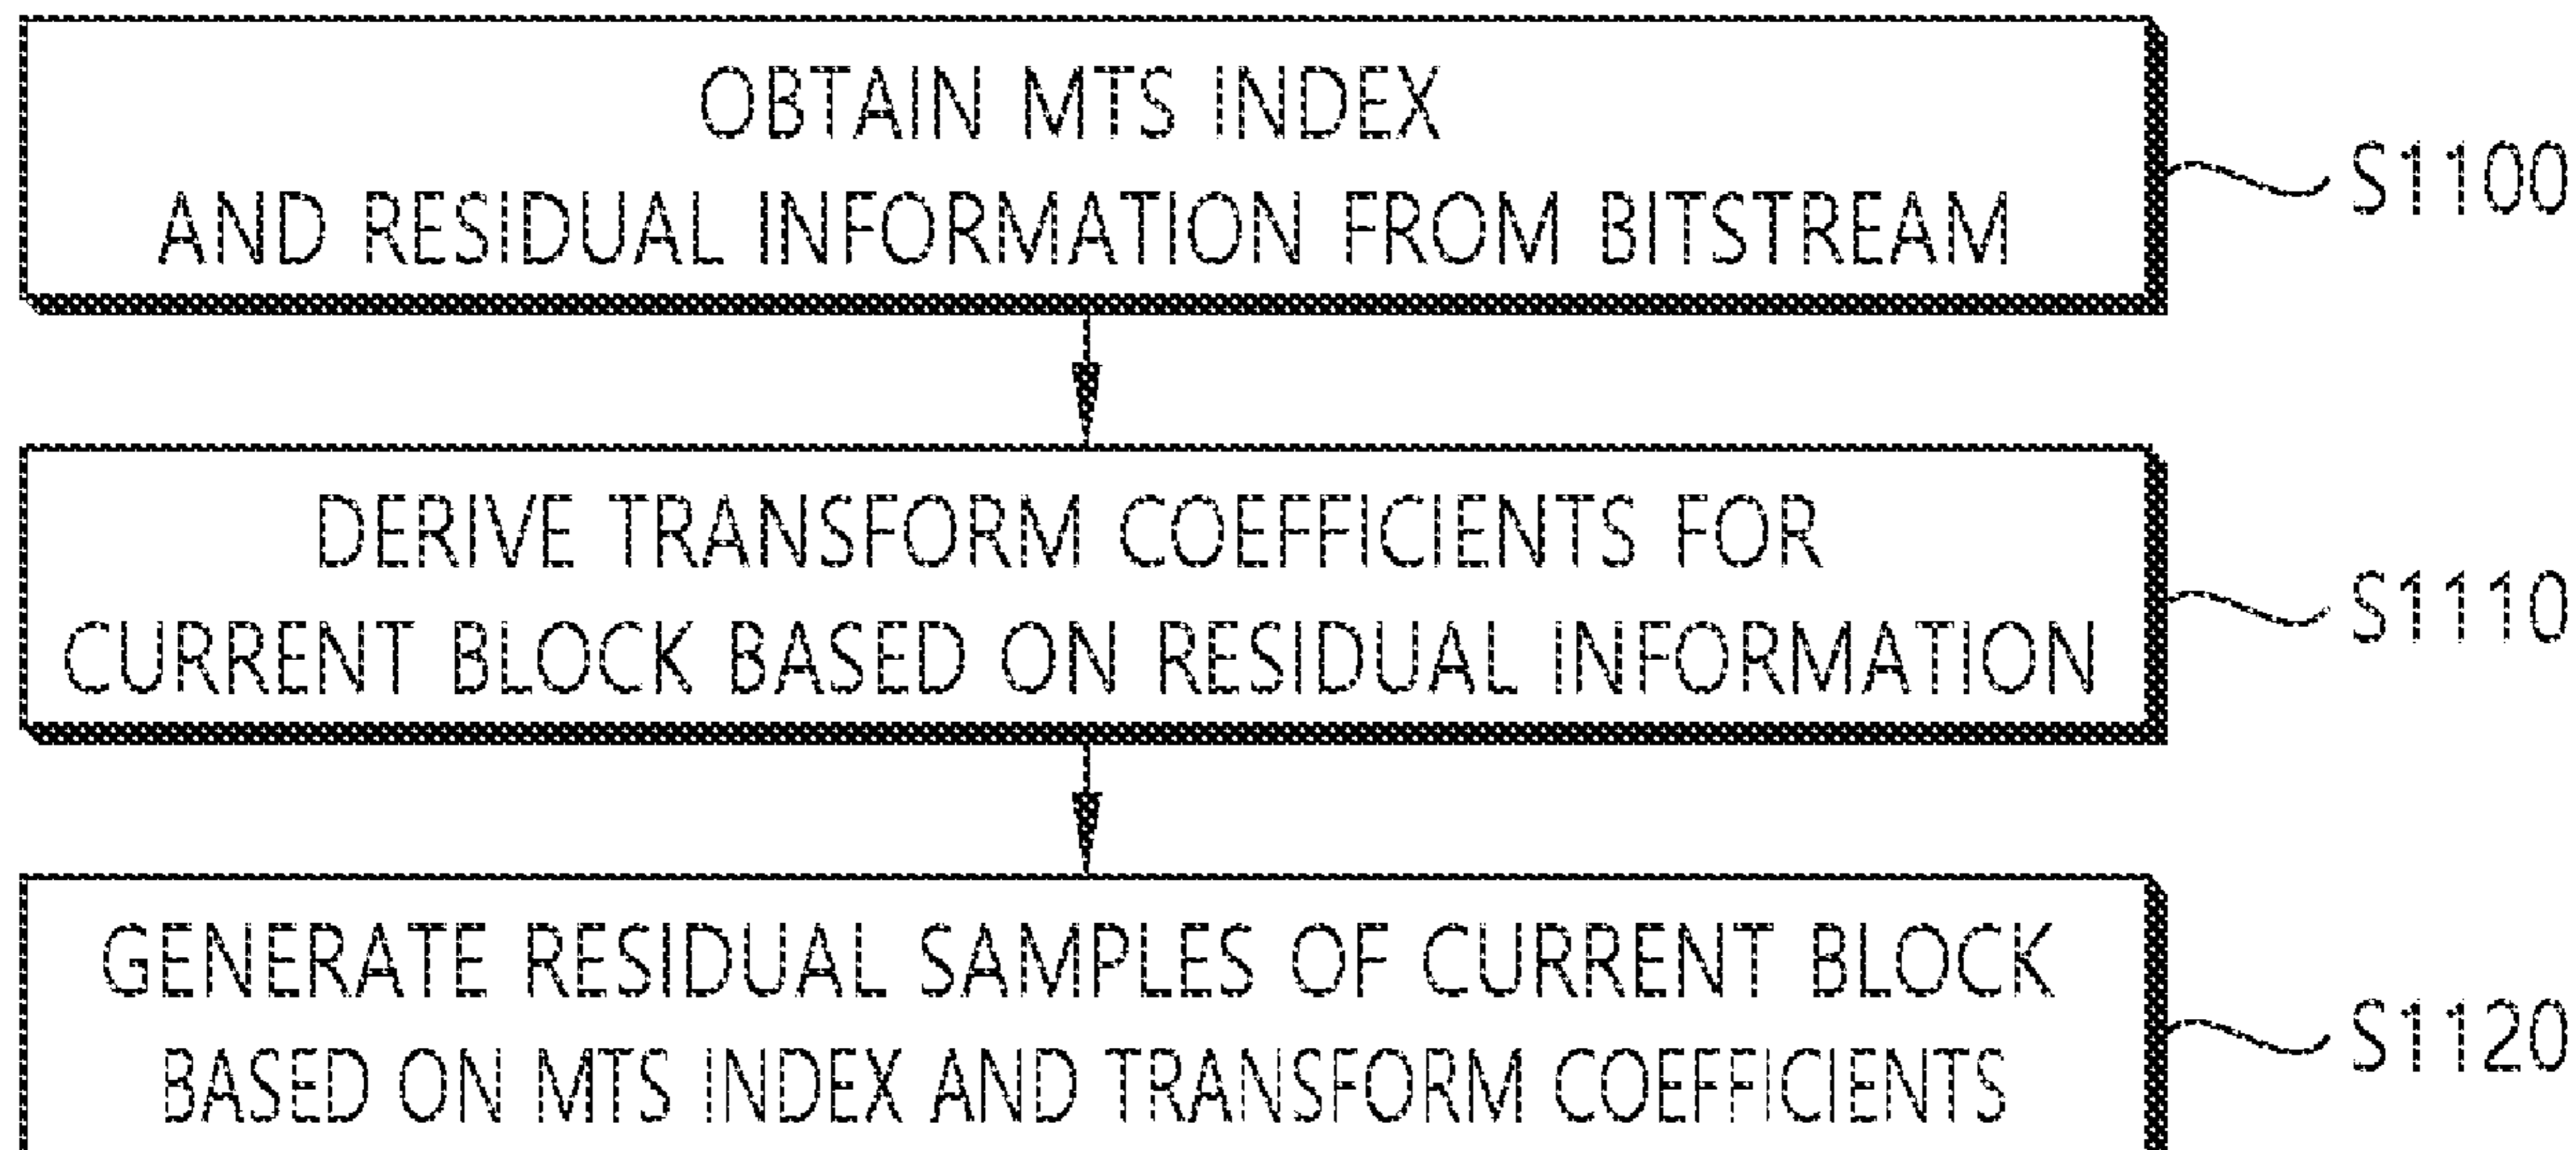 OBTAIN MTS INDEX
AND RESIDUAL INFORMATION FROM BITSTREAM
S1100
DERIVE TRANSFORM COEFFICIENTS FOR
CURRENT BLOCK BASED ON RESIDUAL INFORMATION
S1110
GENERATE RESIDUAL SAMPLES OF CURRENT BLOCK
BASED ON MTS INDEX AND TRANSFORM COEFFICIENTS
S1120